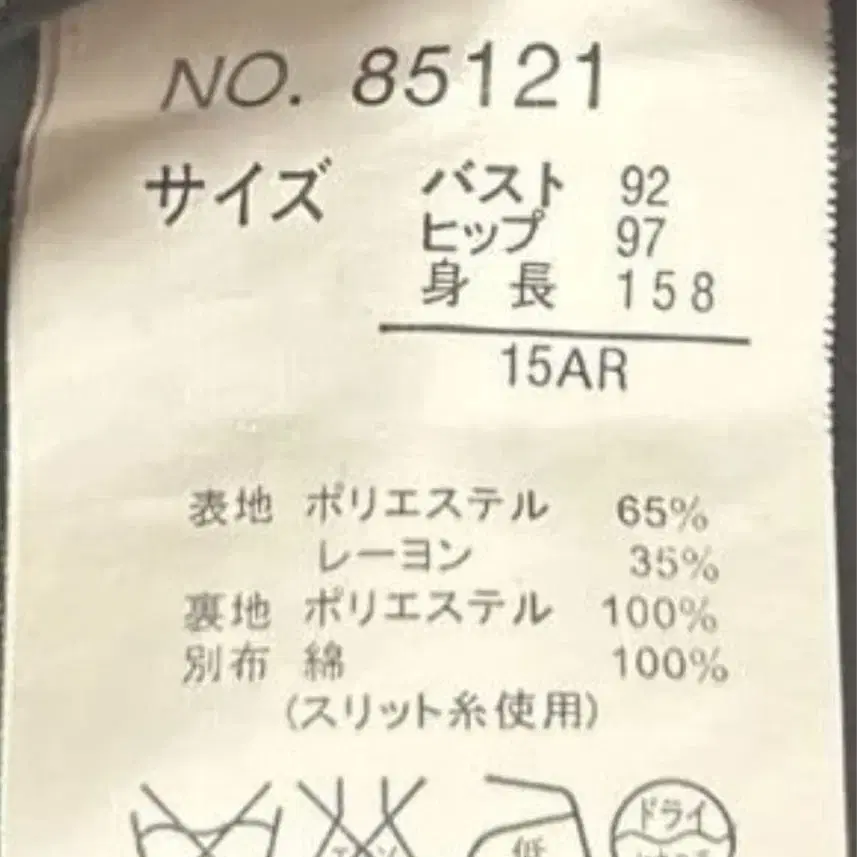 NO. 85121
サイズ バスト 92
ヒップ 97
身長 158
15AR
表地 ポリエステル 65%
レーヨン 35%
裏地 ポリエステル 100%
別布 綿 100%
(スリット糸使用)
低 ドライ